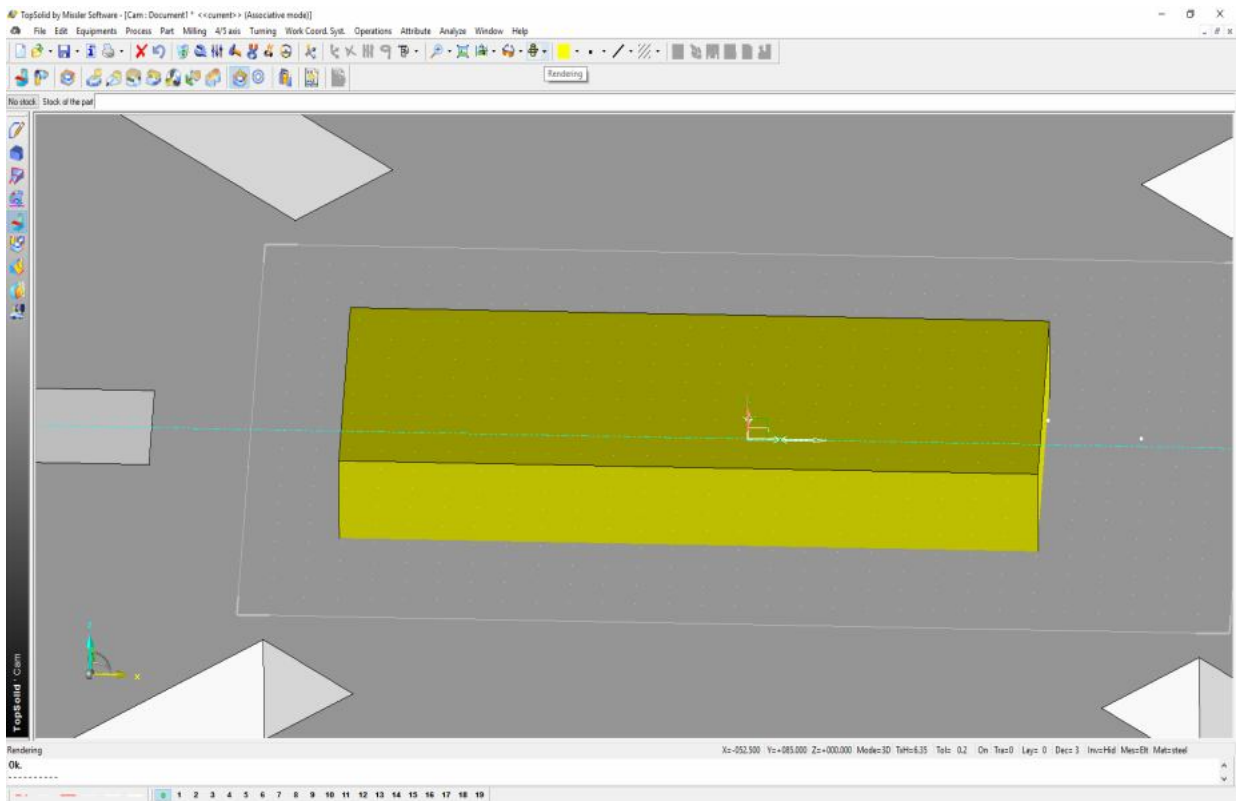 TopSolid by Missler Software - [Cam : Document1 * <<current>> (Associative mode)]
File Edit Equipments Process Part Milling 4/5 axis Turning Work Coord. Syst. Operations Attribute Analyze Window Help
Rendering
No stock Stock of the part
x
TopSolid'Cam
Rendering X=-052.500 Y=+085.000 Z=+000.000 Mode=3D TxH=6.35 Tol= 0.2 On Tra=0 Lay= 0 Dec= 3 Inv=Hid Mes=Elt Mat=steel
Ok.
----------
0 1 2 3 4 5 6 7 8 9 10 11 12 13 14 15 16 17 18 19